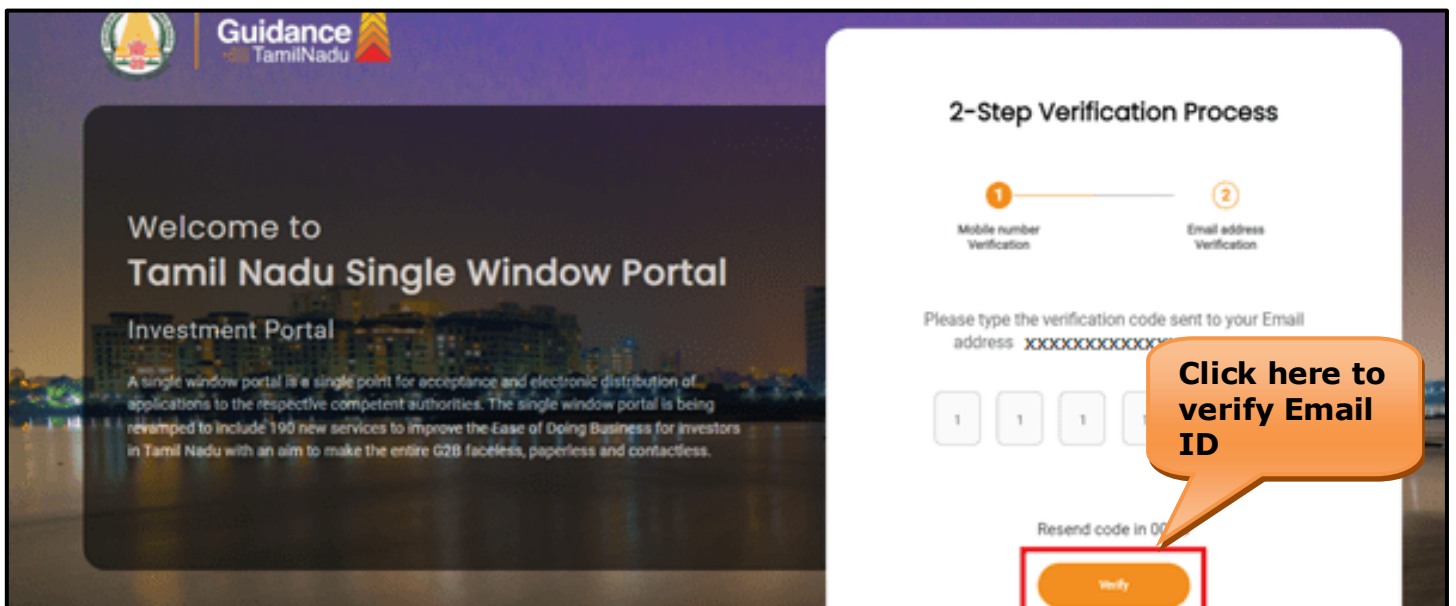 Guidance
TamilNadu
Welcome to
Tamil Nadu Single Window Portal
Investment Portal
A single window portal is a single point for acceptance and electronic distribution of
applications to the respective competent authorities. The single window portal is being
revamped to include 190 new services to improve the Ease of Doing Business for investors
in Tamil Nadu with an aim to make the entire G2B faceless, paperless and contactless.
2-Step Verification Process
1
2
Mobile number
Verification
Email address
Verification
Please type the verification code sent to your Email
address XXXXXXXXXXXXX
1 1 1 1
Click here to
verify Email
ID
Resend code in 00
Verify